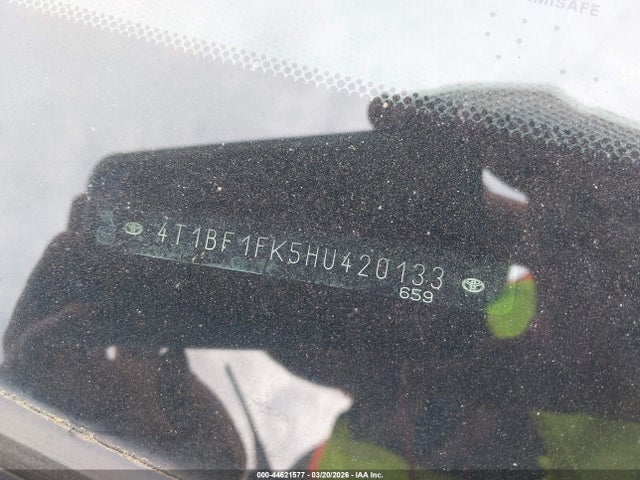 4T1BF1FK5HU420133
659
000-44621577 - 03/20/2026 - IAA Inc.